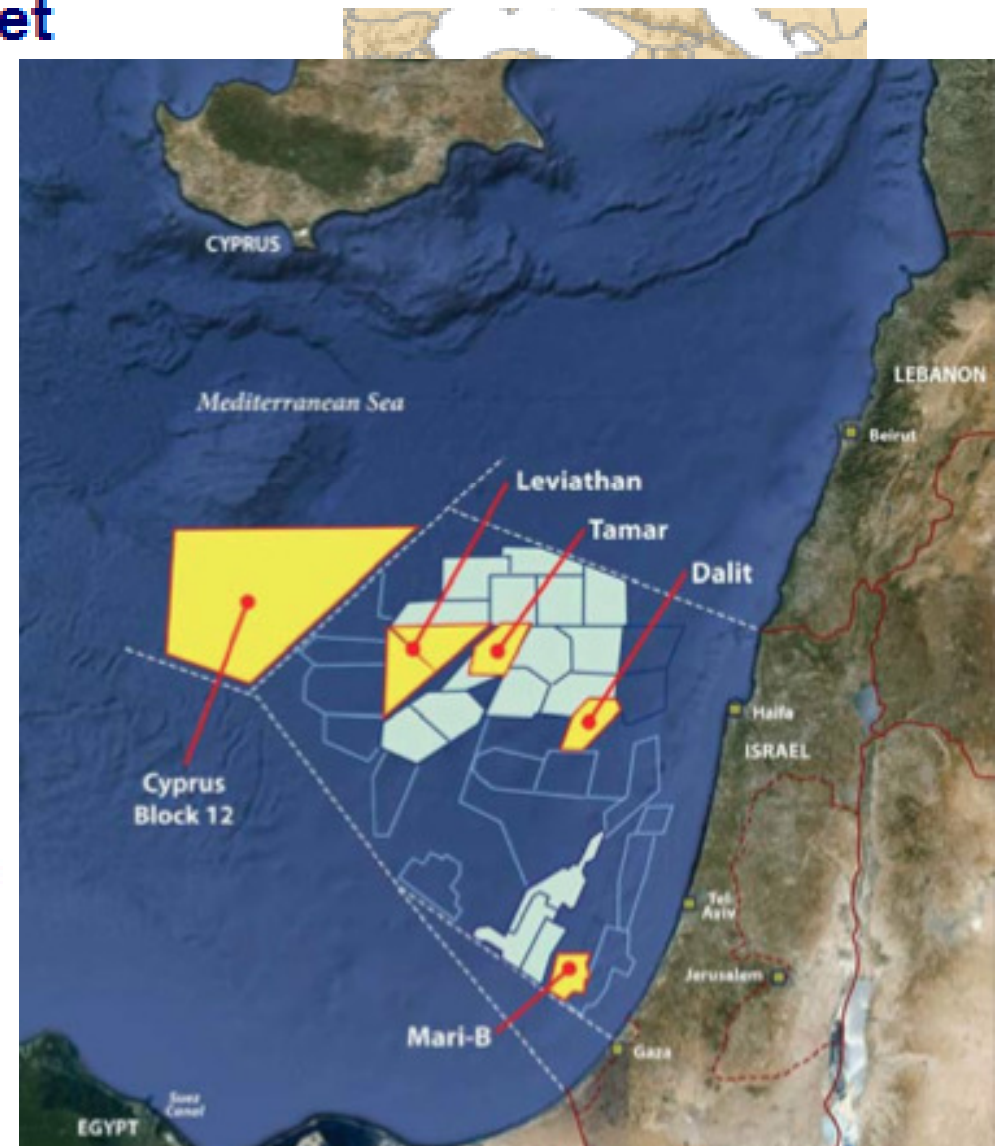 et
CYPRUS
Mediterranean Sea
LEBANON
Beirut
Leviathan
Tamar
Dalit
Haifa
ISRAEL
Cyprus
Block 12
Tel
Aviv
Jerusalem
Mari-B
Gaza
Suez
Canal
EGYPT